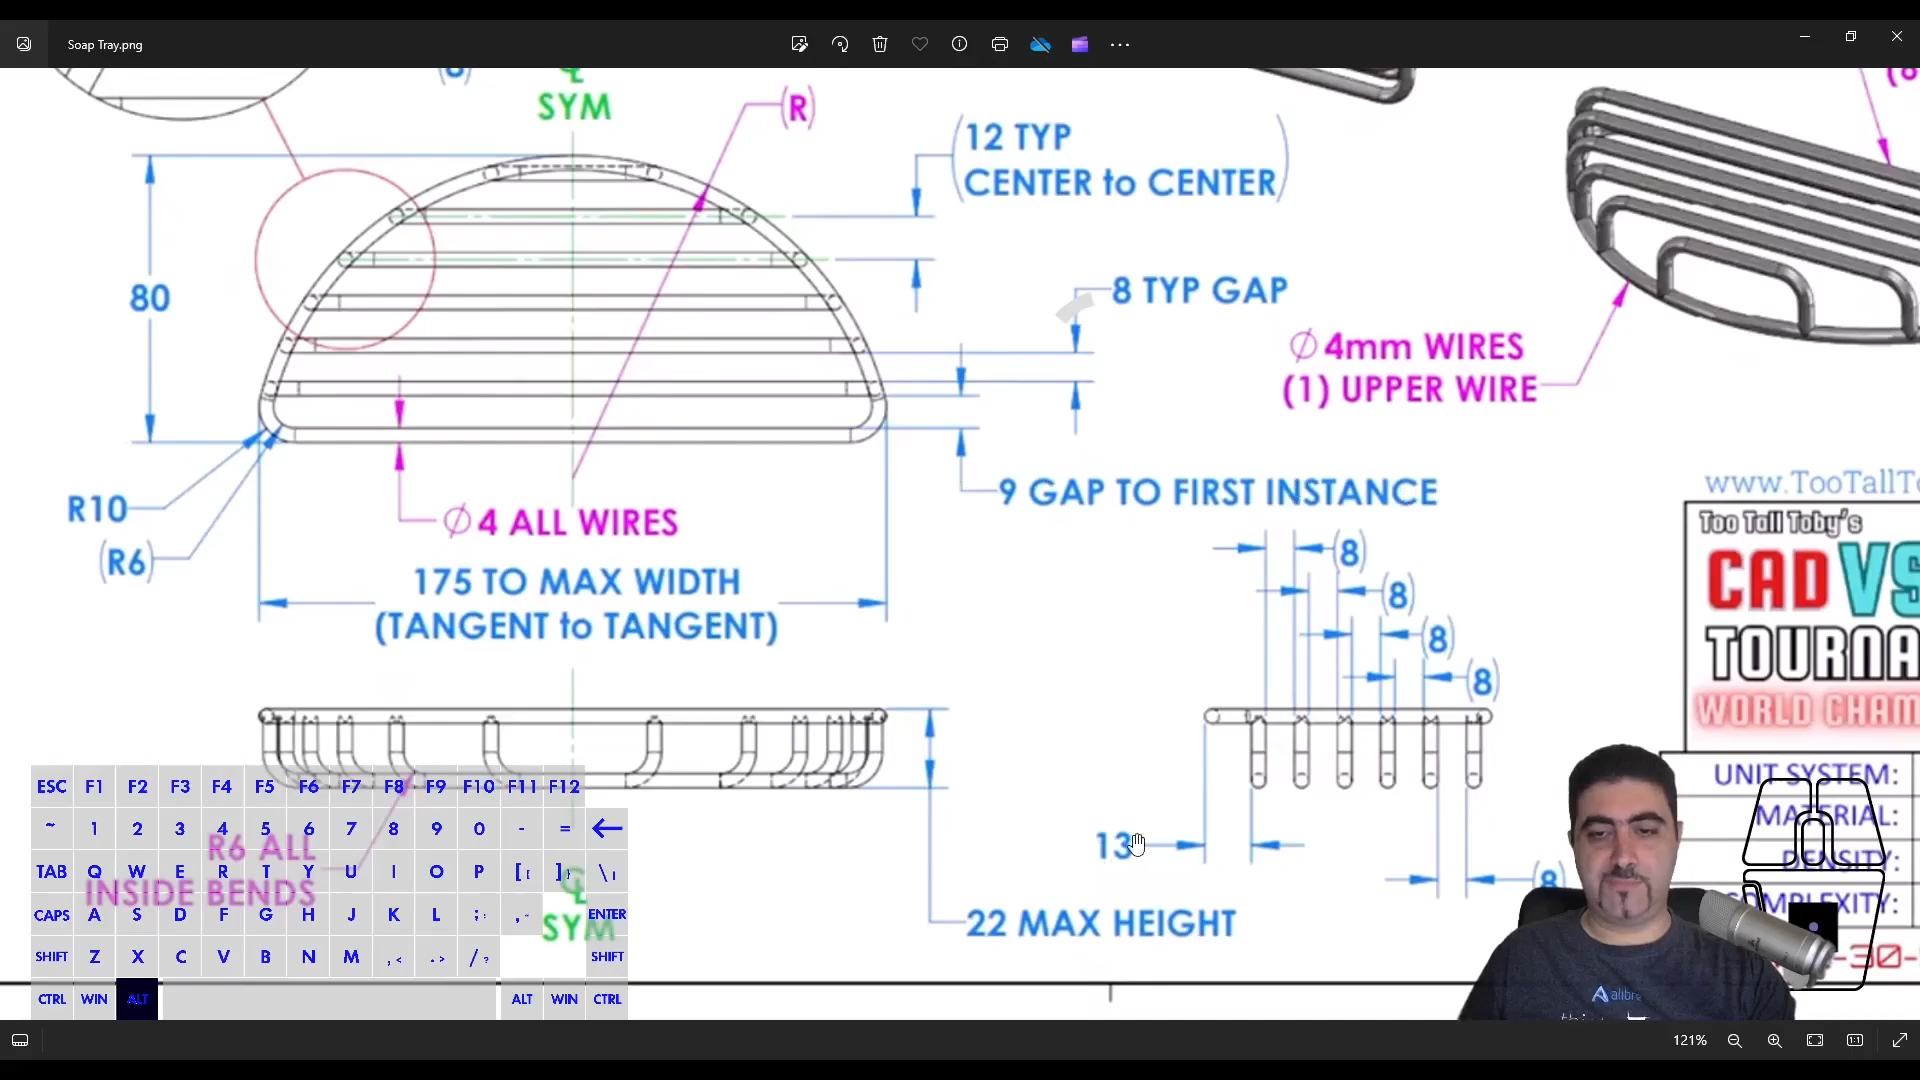 Soap Tray.png
SYM
(R)
(12 TYP
CENTER to CENTER)
80
8 TYP GAP
Ø4mm WIRES
(1) UPPER WIRE
9 GAP TO FIRST INSTANCE
R10
(R6)
Ø4 ALL WIRES
175 TO MAX WIDTH
(TANGENT to TANGENT)
(8)
(8)
(8)
(8)
www.TooTallTo
Too Tall Toby's
CAD VS
TOURNA
WORLD CHAM
UNIT SYSTEM:
MATERIAL:
DENSITY:
13
8
22 MAX HEIGHT
R6 ALL
INSIDE BENDS
SYM
ESC F1 F2 F3 F4 F5 F6 F7 F8 F9 F10 F11 F12
~ 1 2 3 4 5 6 7 8 9 0 - =
TAB Q W E R T Y U I O P [ ] \
CAPS A S D F G H J K L ; ENTER
SHIFT Z X C V B N M , < . > / ? SHIFT
CTRL WIN ALT ALT WIN CTRL
121%